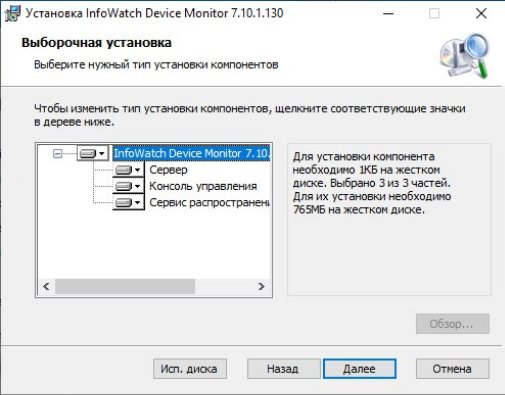 Установка InfoWatch Device Monitor 7.10.1.130
Выборочная установка
Выберите нужный тип установки компонентов
Чтобы изменить тип установки компонентов, щелкните соответствующие значки
в дереве ниже.
InfoWatch Device Monitor 7.10.
Сервер
Консоль управления
Сервис распространени
Для установки компонента
необходимо 1КБ на жестком
диске. Выбрано 3 из 3 частей.
Для их установки необходимо
765МБ на жестком диске.
Обзор...
Исп. диска
Назад
Далее
Отмена